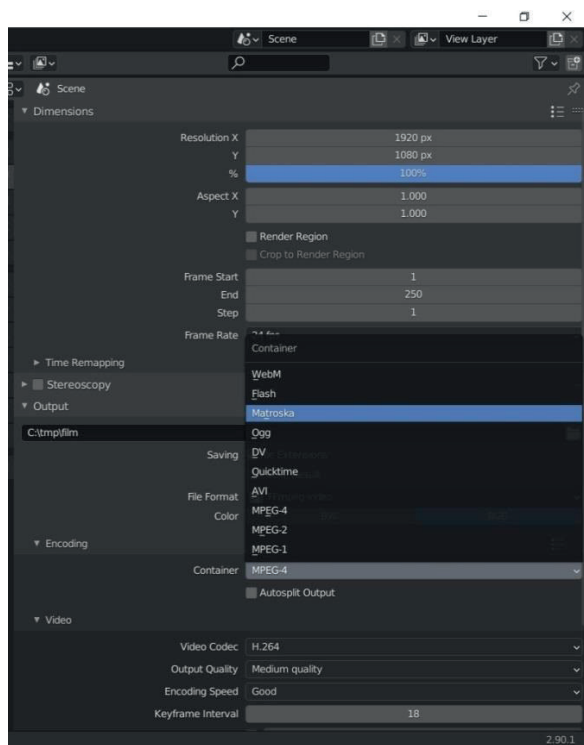 Scene View Layer
Scene
Dimensions
Resolution X 1920 px
Y 1080 px
% 100%
Aspect X 1.000
Y 1.000
Render Region
Crop to Render Region
Frame Start 1
End 250
Step 1
Frame Rate 24 fps
Container
Time Remapping
WebM
Stereoscopy
Flash
Output
Matroska
C:\tmp\film
Ogg
Saving
DV
Quicktime
File Format
AVI
MPEG-4
Color
MPEG-2
Encoding
MPEG-1
Container MPEG-4
Autosplit Output
Video
Video Codec H.264
Output Quality Medium quality
Encoding Speed Good
Keyframe Interval 18
2.90.1